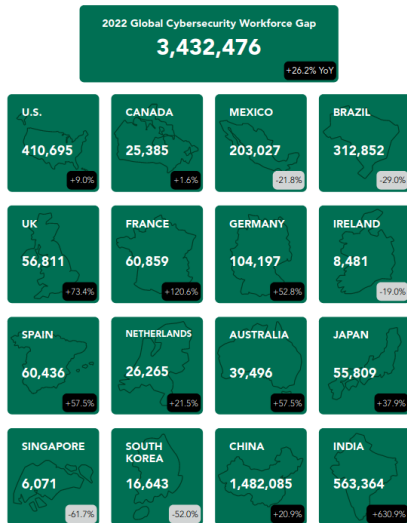 2022 Global Cybersecurity Workforce Gap
3,432,476
+26.2% YoY
U.S.
410,695
+9.0%
CANADA
25,385
+1.6%
MEXICO
203,027
-21.8%
BRAZIL
312,852
-29.0%
UK
56,811
+73.4%
FRANCE
60,859
+120.6%
GERMANY
104,197
+52.8%
IRELAND
8,481
-19.0%
SPAIN
60,436
+57.5%
NETHERLANDS
26,265
+21.5%
AUSTRALIA
39,496
+57.5%
JAPAN
55,809
+37.9%
SINGAPORE
6,071
-61.7%
SOUTH
KOREA
16,643
-52.0%
CHINA
1,482,085
+20.9%
INDIA
563,364
+630.9%